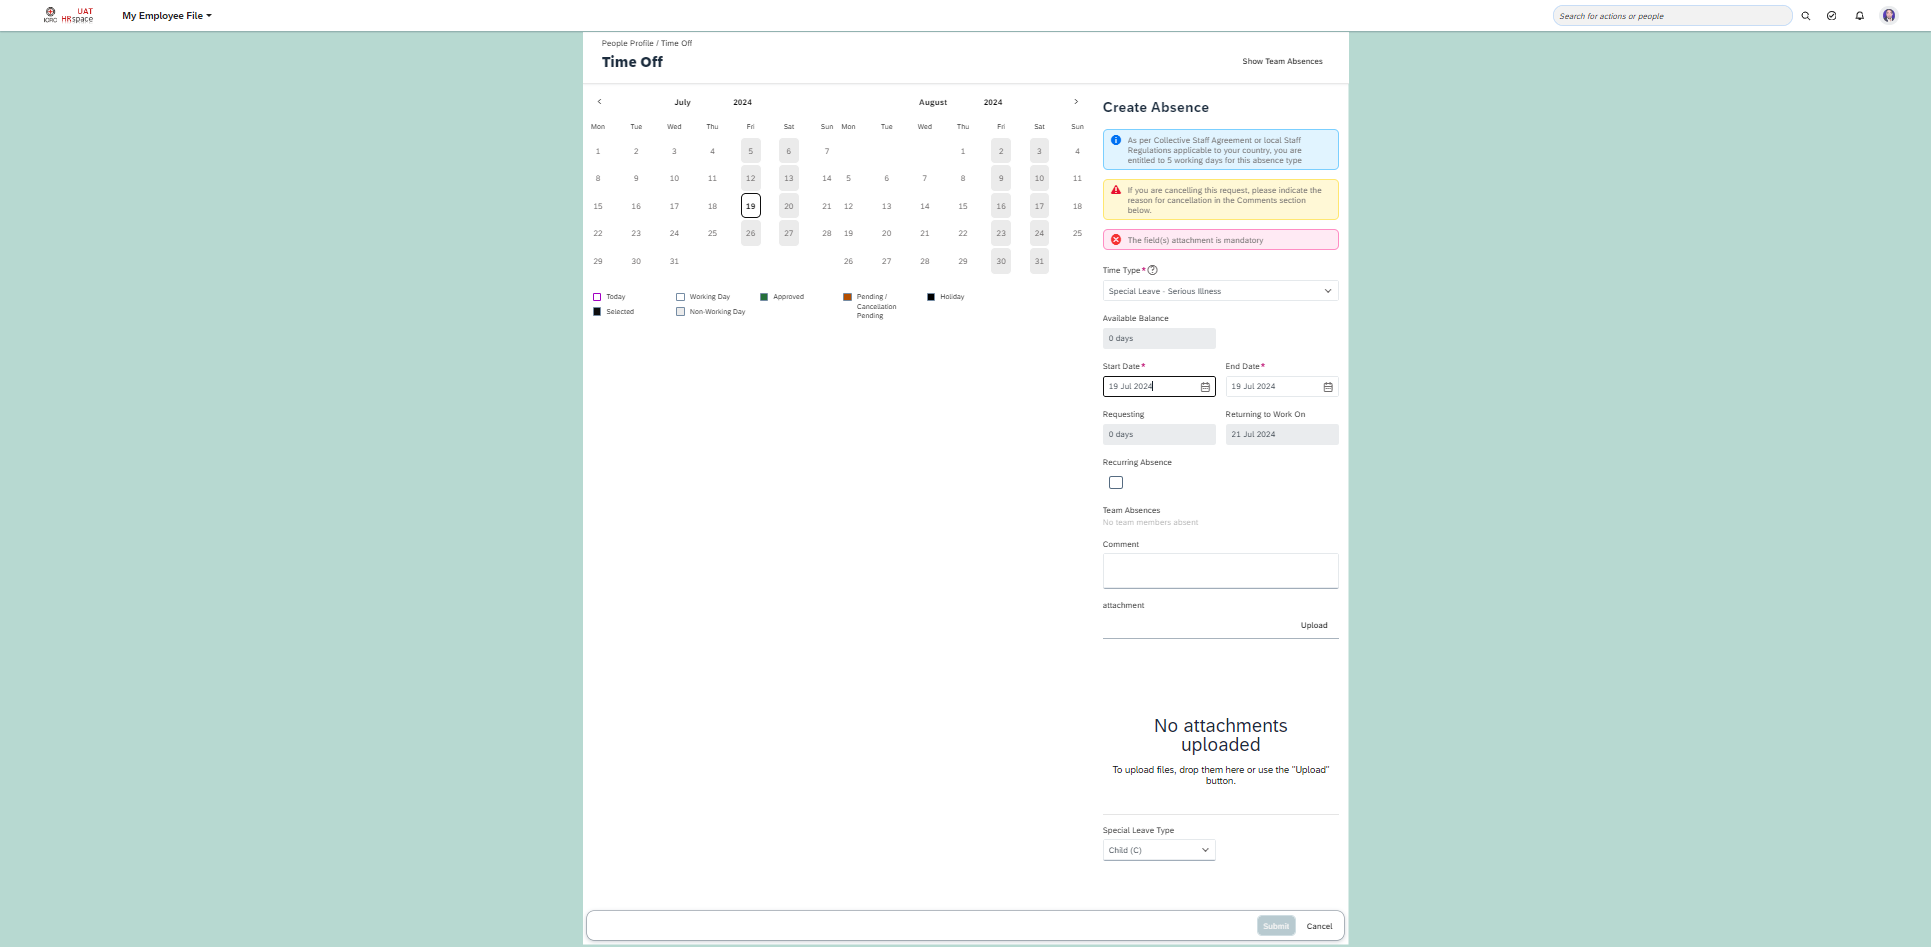 ICRC
UAT
HRspace
My Employee File
Search for actions or people
People Profile / Time Off
Time Off
Show Team Absences
July 2024
August 2024
Mon Tue Wed Thu Fri Sat Sun
1 2 3 4 5 6 7
8 9 10 11 12 13 14
15 16 17 18 19 20 21
22 23 24 25 26 27 28
29 30 31
Mon Tue Wed Thu Fri Sat Sun
1 2 3 4
5 6 7 8 9 10 11
12 13 14 15 16 17 18
19 20 21 22 23 24 25
26 27 28 29 30 31
Today
Working Day
Approved
Pending /
Cancellation
Pending
Holiday
Selected
Non-Working Day
Create Absence
As per Collective Staff Agreement or local Staff
Regulations applicable to your country, you are
entitled to 5 working days for this absence type
If you are cancelling this request, please indicate the
reason for cancellation in the Comments section
below.
The field(s) attachment is mandatory
Time Type*
Special Leave - Serious Illness
Available Balance
0 days
Start Date*
End Date*
19 Jul 2024
19 Jul 2024
Requesting
Returning to Work On
0 days
21 Jul 2024
Recurring Absence
Team Absences
No team members absent
Comment
attachment
Upload
No attachments
uploaded
To upload files, drop them here or use the "Upload"
button.
Special Leave Type
Child (C)
Submit
Cancel